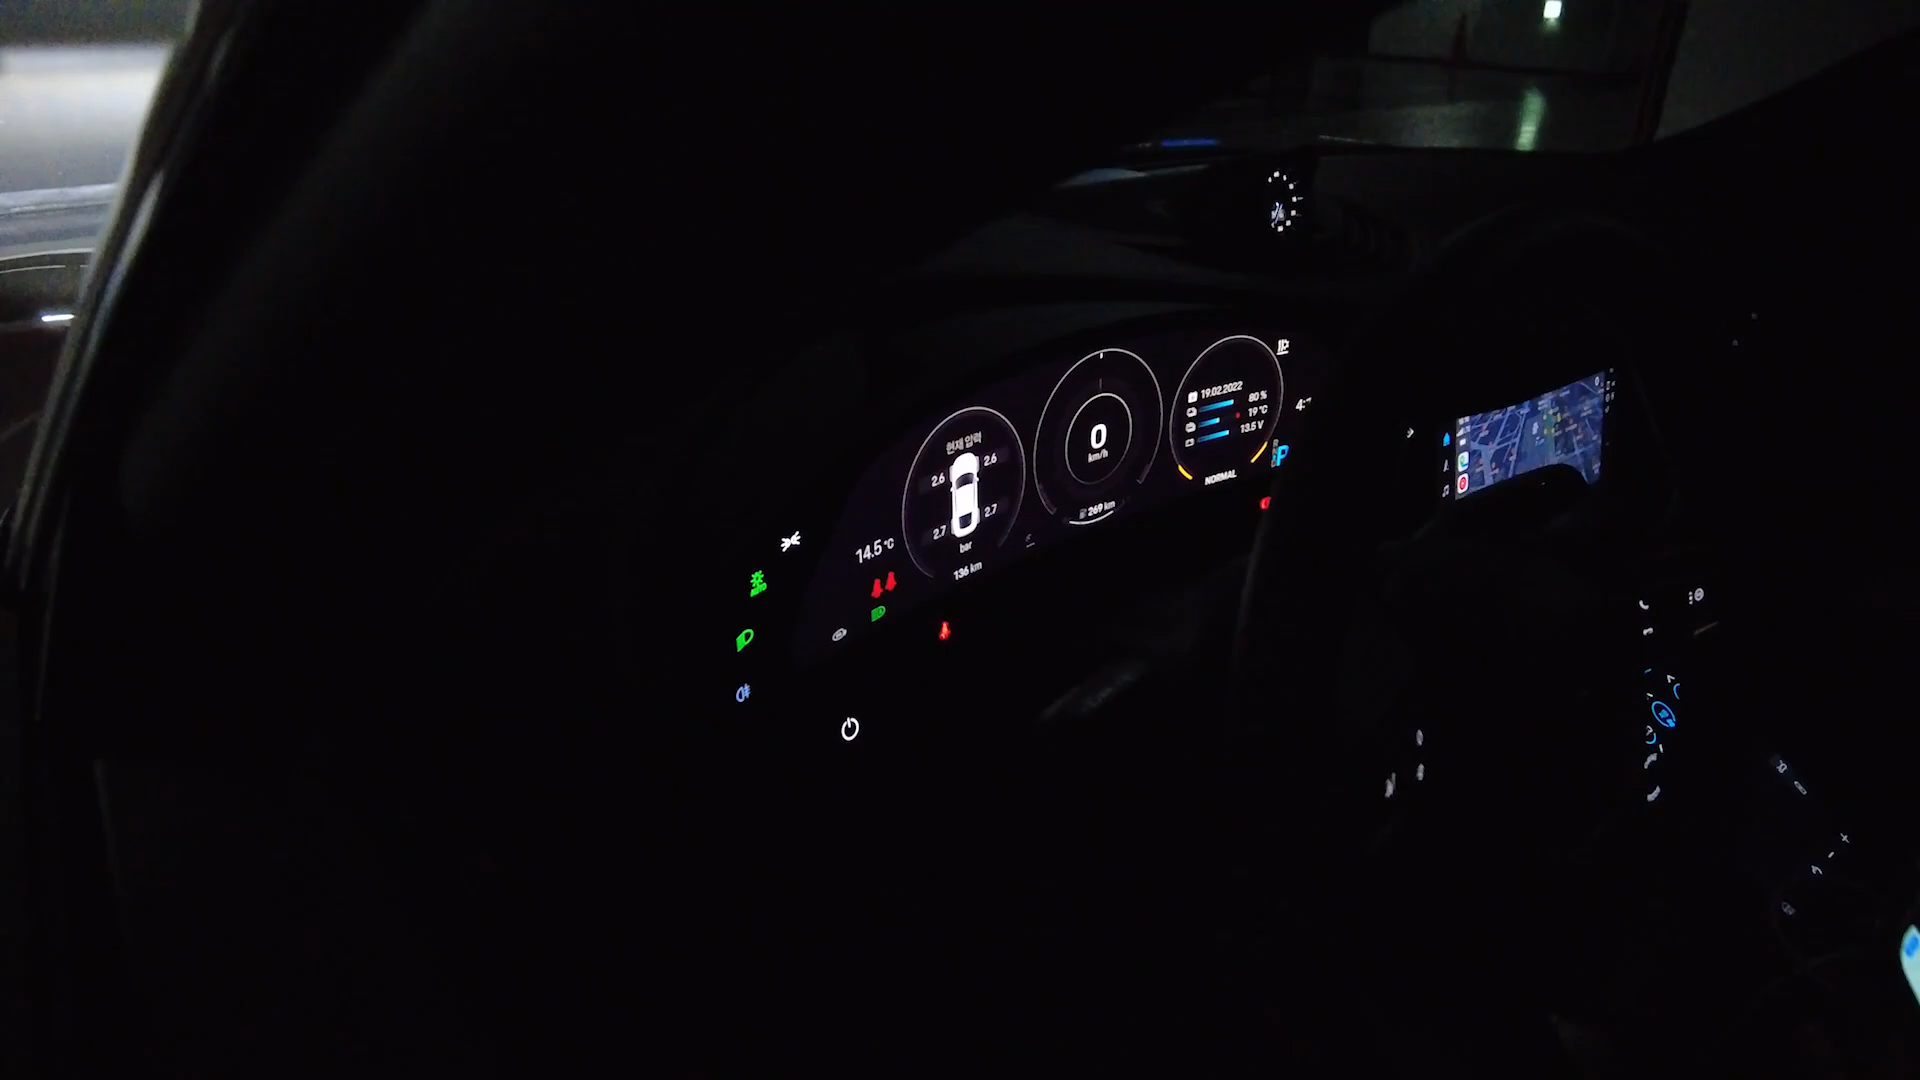 현재 압력
2.6 2.6
2.7 2.7
bar
136 km
14.5 °C
AUTO
0
km/h
269 km
19.02.2022
80 %
19 °C
13.5 V
NORMAL
P